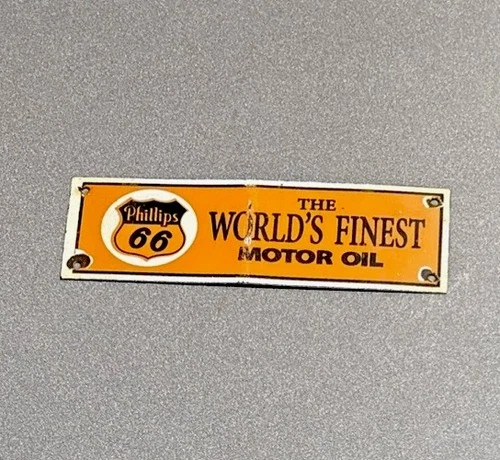 Phillips
66
THE
WORLD'S FINEST
MOTOR OIL